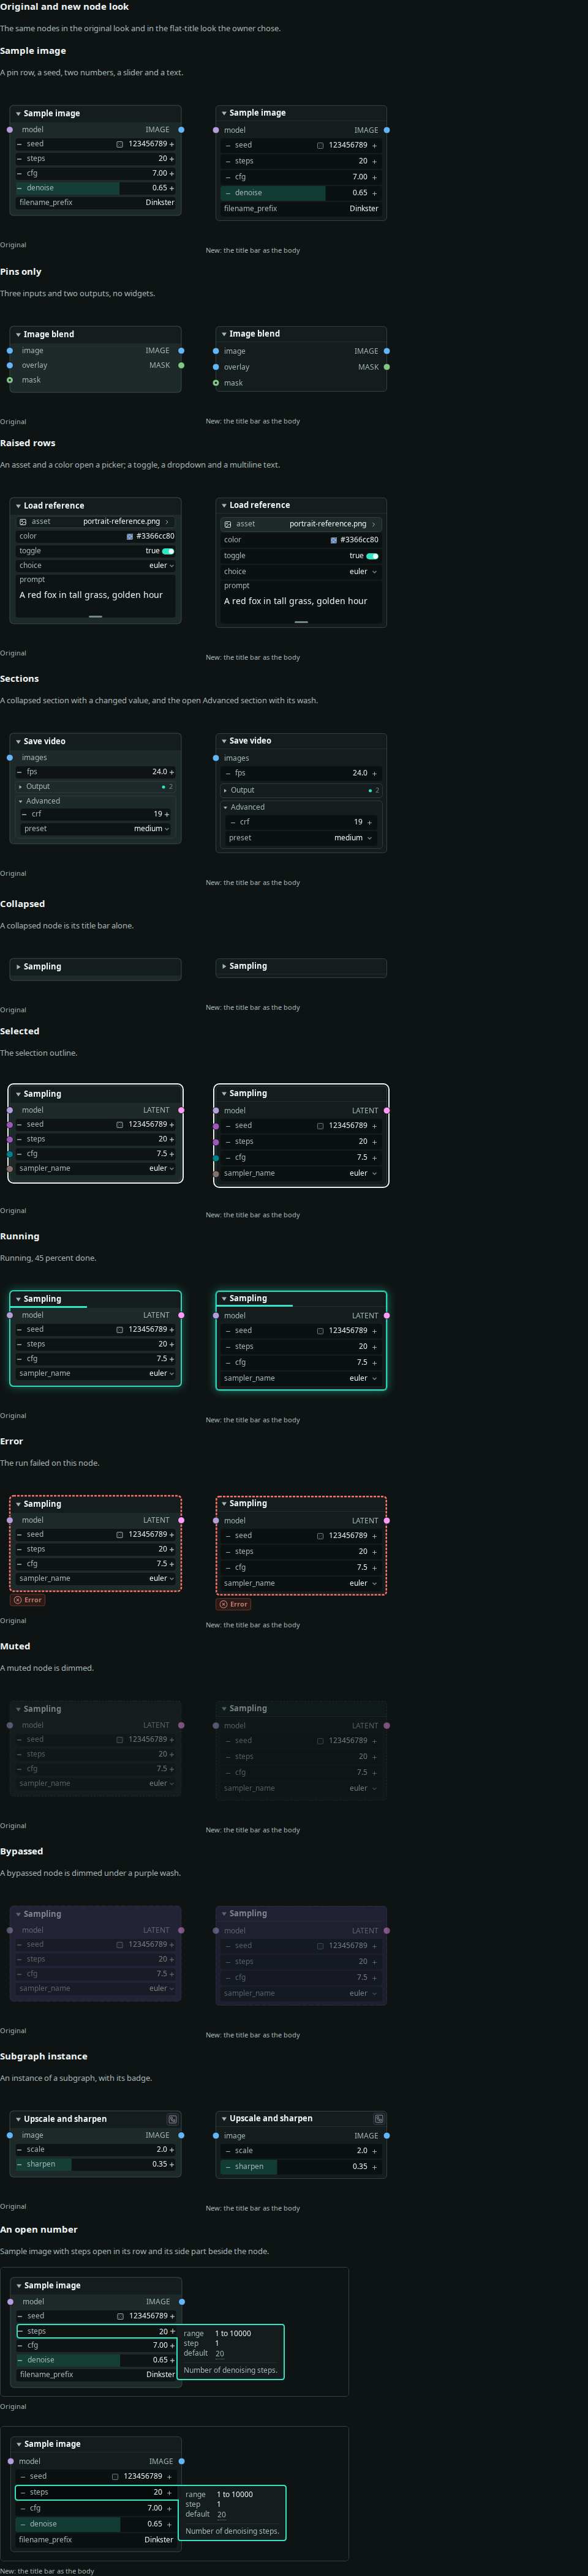 Original and new node look
The same nodes in the original look and in the flat-title look the owner chose.
Sample image
A pin row, a seed, two numbers, a slider and a text.
Sample image
model IMAGE
− seed 123456789 +
− steps 20 +
− cfg 7.00 +
− denoise 0.65 +
filename_prefix Dinkster
Original
Sample image
model IMAGE
− seed 123456789 +
− steps 20 +
− cfg 7.00 +
− denoise 0.65 +
filename_prefix Dinkster
New: the title bar as the body
Pins only
Three inputs and two outputs, no widgets.
Image blend
image IMAGE
overlay MASK
mask
Original
Image blend
image IMAGE
overlay MASK
mask
New: the title bar as the body
Raised rows
An asset and a color open a picker; a toggle, a dropdown and a multiline text.
Load reference
asset portrait-reference.png
color #3366cc80
toggle true
choice euler
prompt
A red fox in tall grass, golden hour
Original
Load reference
asset portrait-reference.png
color #3366cc80
toggle true
choice euler
prompt
A red fox in tall grass, golden hour
New: the title bar as the body
Sections
A collapsed section with a changed value, and the open Advanced section with its wash.
Save video
images
− fps 24.0 +
Output 2
Advanced
− crf 19 +
preset medium
Original
Save video
images
− fps 24.0 +
Output 2
Advanced
− crf 19 +
preset medium
New: the title bar as the body
Collapsed
A collapsed node is its title bar alone.
Sampling
Original
Sampling
New: the title bar as the body
Selected
The selection outline.
Sampling
model LATENT
− seed 123456789 +
− steps 20 +
− cfg 7.5 +
sampler_name euler
Original
Sampling
model LATENT
− seed 123456789 +
− steps 20 +
− cfg 7.5 +
sampler_name euler
New: the title bar as the body
Running
Running, 45 percent done.
Sampling
model LATENT
− seed 123456789 +
− steps 20 +
− cfg 7.5 +
sampler_name euler
Original
Sampling
model LATENT
− seed 123456789 +
− steps 20 +
− cfg 7.5 +
sampler_name euler
New: the title bar as the body
Error
The run failed on this node.
Sampling
model LATENT
− seed 123456789 +
− steps 20 +
− cfg 7.5 +
sampler_name euler
Error
Original
Sampling
model LATENT
− seed 123456789 +
− steps 20 +
− cfg 7.5 +
sampler_name euler
Error
New: the title bar as the body
Muted
A muted node is dimmed.
Sampling
model LATENT
− seed 123456789 +
− steps 20 +
− cfg 7.5 +
sampler_name euler
Original
Sampling
model LATENT
− seed 123456789 +
− steps 20 +
− cfg 7.5 +
sampler_name euler
New: the title bar as the body
Bypassed
A bypassed node is dimmed under a purple wash.
Sampling
model LATENT
− seed 123456789 +
− steps 20 +
− cfg 7.5 +
sampler_name euler
Original
Sampling
model LATENT
− seed 123456789 +
− steps 20 +
− cfg 7.5 +
sampler_name euler
New: the title bar as the body
Subgraph instance
An instance of a subgraph, with its badge.
Upscale and sharpen
image IMAGE
− scale 2.0 +
− sharpen 0.35 +
Original
Upscale and sharpen
image IMAGE
− scale 2.0 +
− sharpen 0.35 +
New: the title bar as the body
An open number
Sample image with steps open in its row and its side part beside the node.
Sample image
model IMAGE
− seed 123456789 +
− steps 20 +
− cfg 7.00 +
− denoise 0.65 +
filename_prefix Dinkster
range 1 to 10000
step 1
default 20
Number of denoising steps.
Original
Sample image
model IMAGE
− seed 123456789 +
− steps 20 +
− cfg 7.00 +
− denoise 0.65 +
filename_prefix Dinkster
range 1 to 10000
step 1
default 20
Number of denoising steps.
New: the title bar as the body